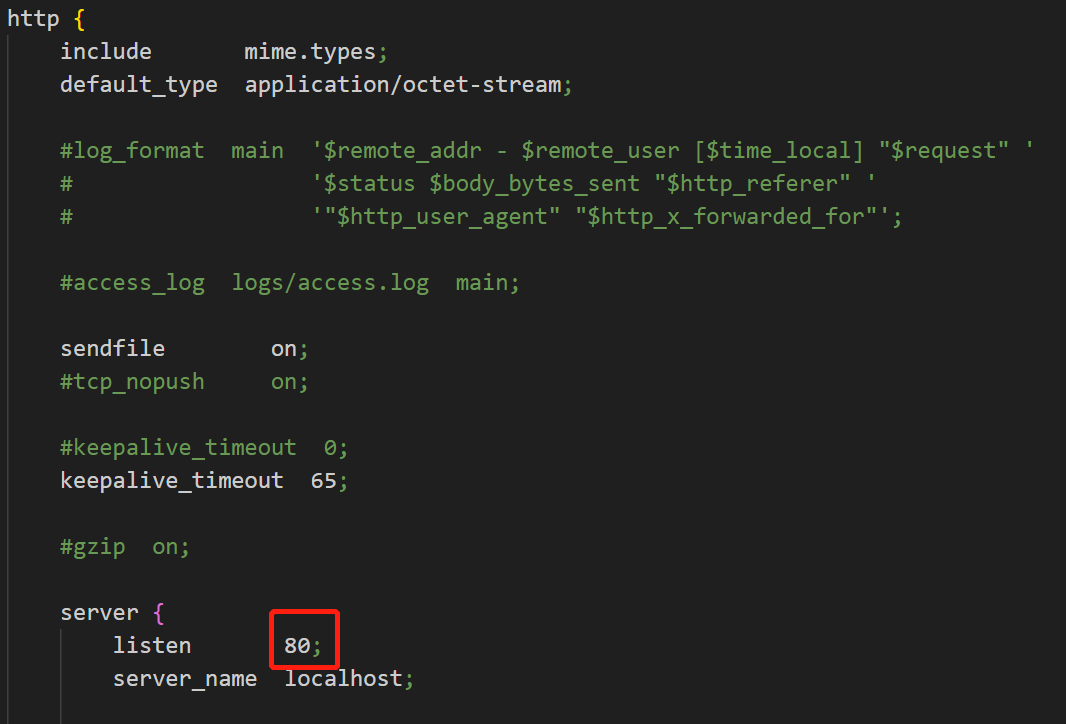 http {
    include       mime.types;
    default_type  application/octet-stream;

    #log_format  main  '$remote_addr - $remote_user [$time_local] "$request" '
    #                  '$status $body_bytes_sent "$http_referer" '
    #                  '"$http_user_agent" "$http_x_forwarded_for"';

    #access_log  logs/access.log  main;

    sendfile        on;
    #tcp_nopush     on;

    #keepalive_timeout  0;
    keepalive_timeout  65;

    #gzip  on;

    server {
        listen       80;
        server_name  localhost;